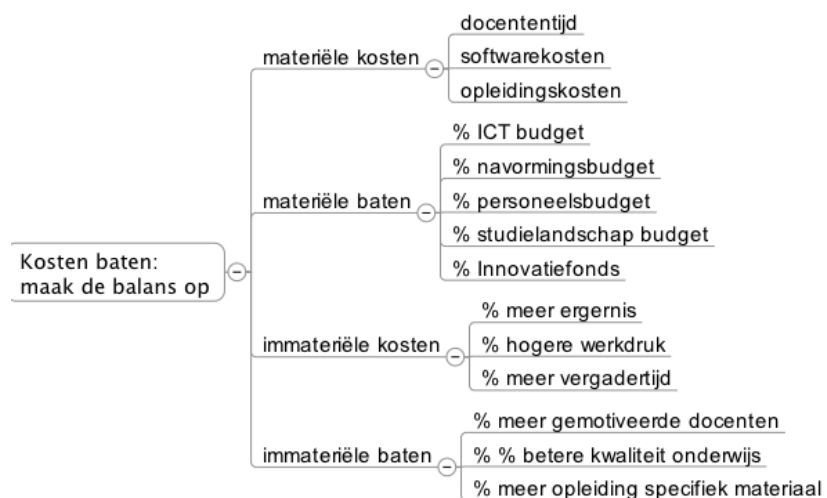 Kosten baten:
maak de balans op
materiële kosten
docententijd
softwarekosten
opleidingskosten
materiële baten
% ICT budget
% navormingsbudget
% personeelsbudget
% studielandschap budget
% Innovatiefonds
immateriële kosten
% meer ergernis
% hogere werkdruk
% meer vergadertijd
immateriële baten
% meer gemotiveerde docenten
% % betere kwaliteit onderwijs
% meer opleiding specifiek materiaal